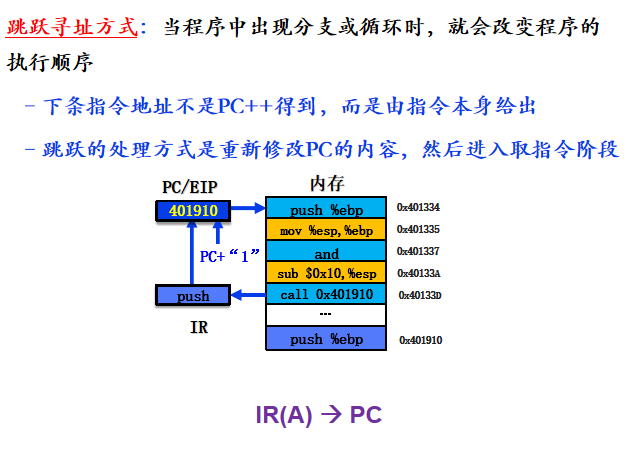 跳跃寻址方式：当程序中出现分支或循环时，就会改变程序的
执行顺序
－下条指令地址不是PC++得到，而是由指令本身给出
－跳跃的处理方式是重新修改PC的内容，然后进入取指令阶段
PC/EIP
内存
401910
push %ebp
0x401334
mov %esp,%ebp
0x401335
PC+“1”
and
0x401337
sub $0x10,%esp
0x40133A
push
call 0x401910
0x40133D
IR
...
push %ebp
0x401910
IR(A) → PC